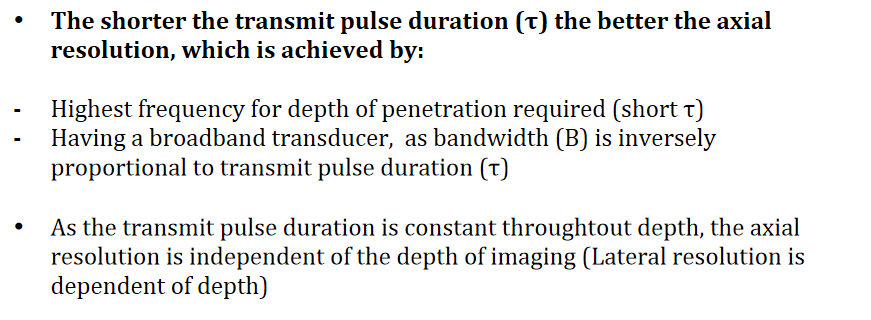 • The shorter the transmit pulse duration (τ) the better the axial
resolution, which is achieved by:
- Highest frequency for depth of penetration required (short τ)
- Having a broadband transducer, as bandwidth (B) is inversely
proportional to transmit pulse duration (τ)
• As the transmit pulse duration is constant throughtout depth, the axial
resolution is independent of the depth of imaging (Lateral resolution is
dependent of depth)